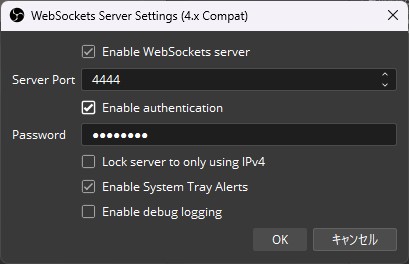 WebSockets Server Settings (4.x Compat)
Enable WebSockets server
Server Port 4444
Enable authentication
Password ●●●●●●●●
Lock server to only using IPv4
Enable System Tray Alerts
Enable debug logging
OK キャンセル